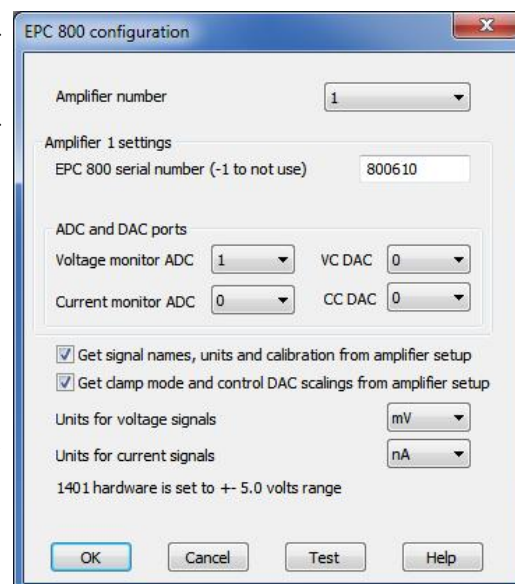 EPC 800 configuration
Amplifier number 1
Amplifier 1 settings
EPC 800 serial number (-1 to not use) 800610
ADC and DAC ports
Voltage monitor ADC 1 VC DAC 0
Current monitor ADC 0 CC DAC 0
Get signal names, units and calibration from amplifier setup
Get clamp mode and control DAC scalings from amplifier setup
Units for voltage signals mV
Units for current signals nA
1401 hardware is set to +- 5.0 volts range
OK Cancel Test Help